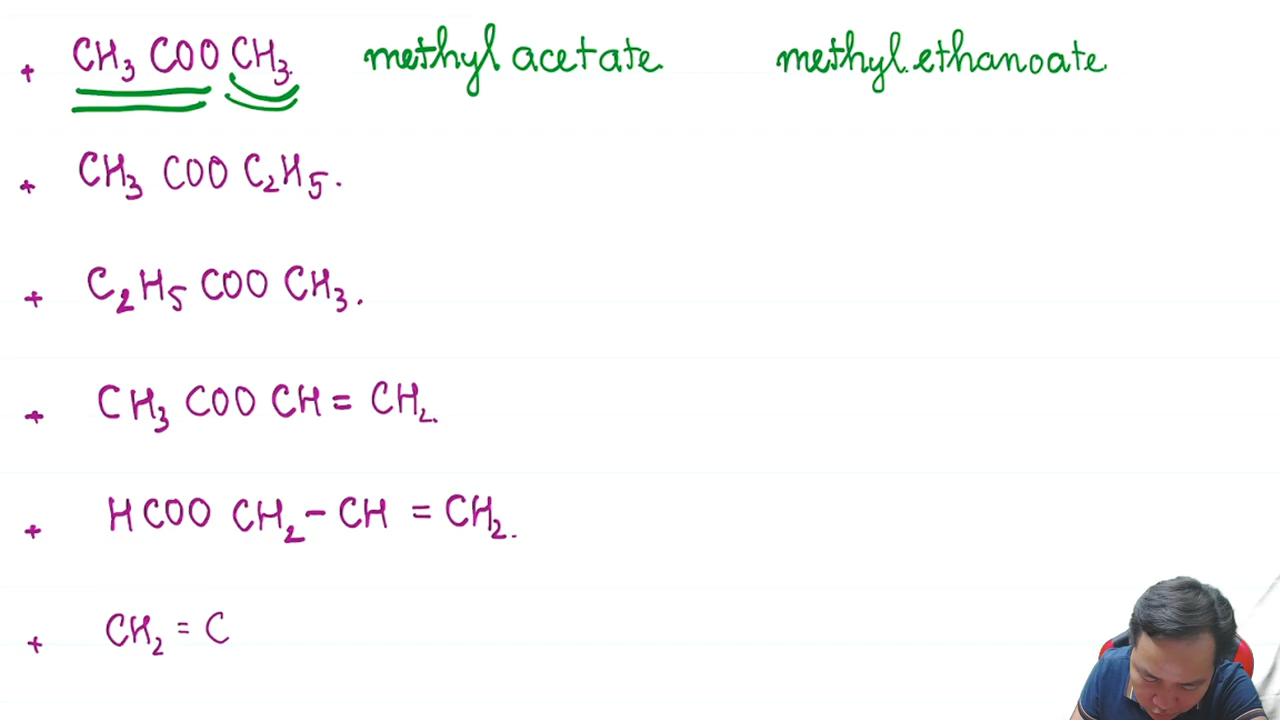 + CH₃ COO CH₃. methyl acetate methyl ethanoate
+ CH₃ COO C₂H₅.
+ C₂H₅ COO CH₃.
+ CH₃ COO CH = CH₂.
+ HCOO CH₂ – CH = CH₂.
+ CH₂ = C